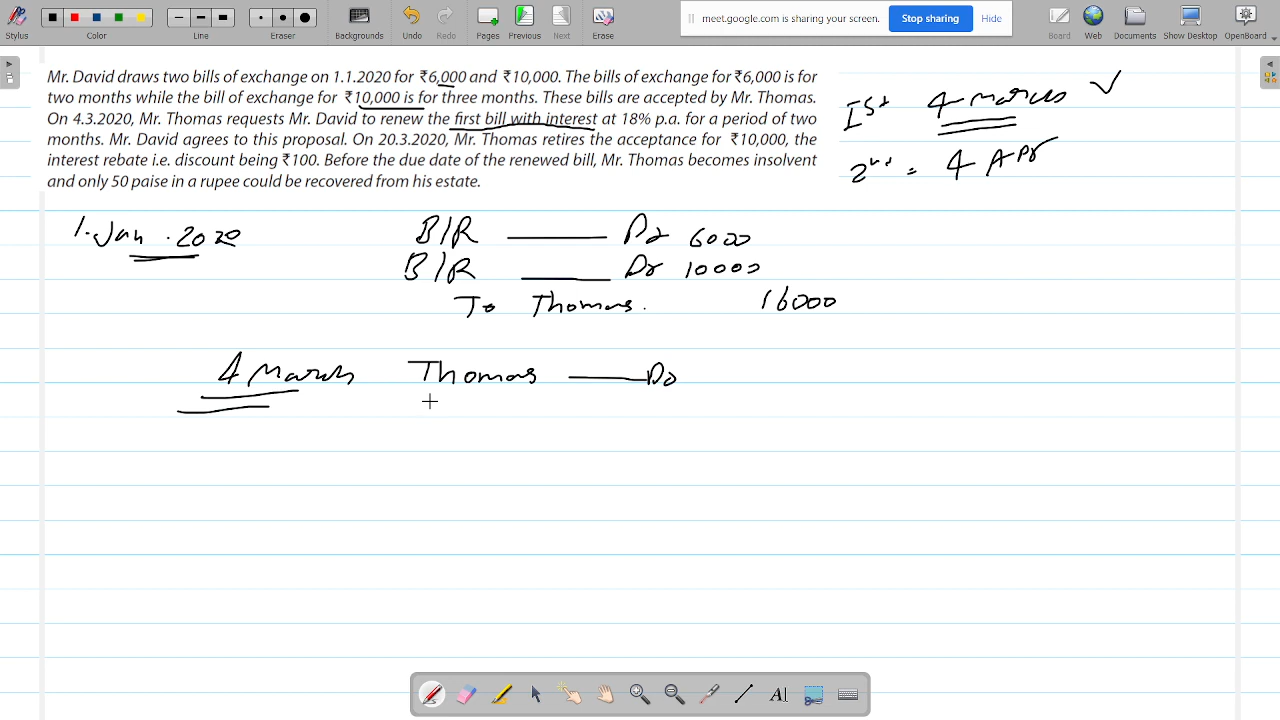 Stylus
Color
Line
Eraser
Backgrounds
Undo
Redo
Pages
Previous
Next
Erase
meet.google.com is sharing your screen.
Stop sharing
Hide
Board
Web
Documents
Show Desktop
OpenBoard
Mr. David draws two bills of exchange on 1.1.2020 for ₹6,000 and ₹10,000. The bills of exchange for ₹6,000 is for
two months while the bill of exchange for ₹10,000 is for three months. These bills are accepted by Mr. Thomas.
On 4.3.2020, Mr. Thomas requests Mr. David to renew the first bill with interest at 18% p.a. for a period of two
months. Mr. David agrees to this proposal. On 20.3.2020, Mr. Thomas retires the acceptance for ₹10,000, the
interest rebate i.e. discount being ₹100. Before the due date of the renewed bill, Mr. Thomas becomes insolvent
and only 50 paise in a rupee could be recovered from his estate.
Ist 4 March ✓
2nd = 4 Apr
1. Jan . 2020 B/R — Dr 6000
B/R — Dr 10000
To Thomas. 16000
4 March Thomas — Dr